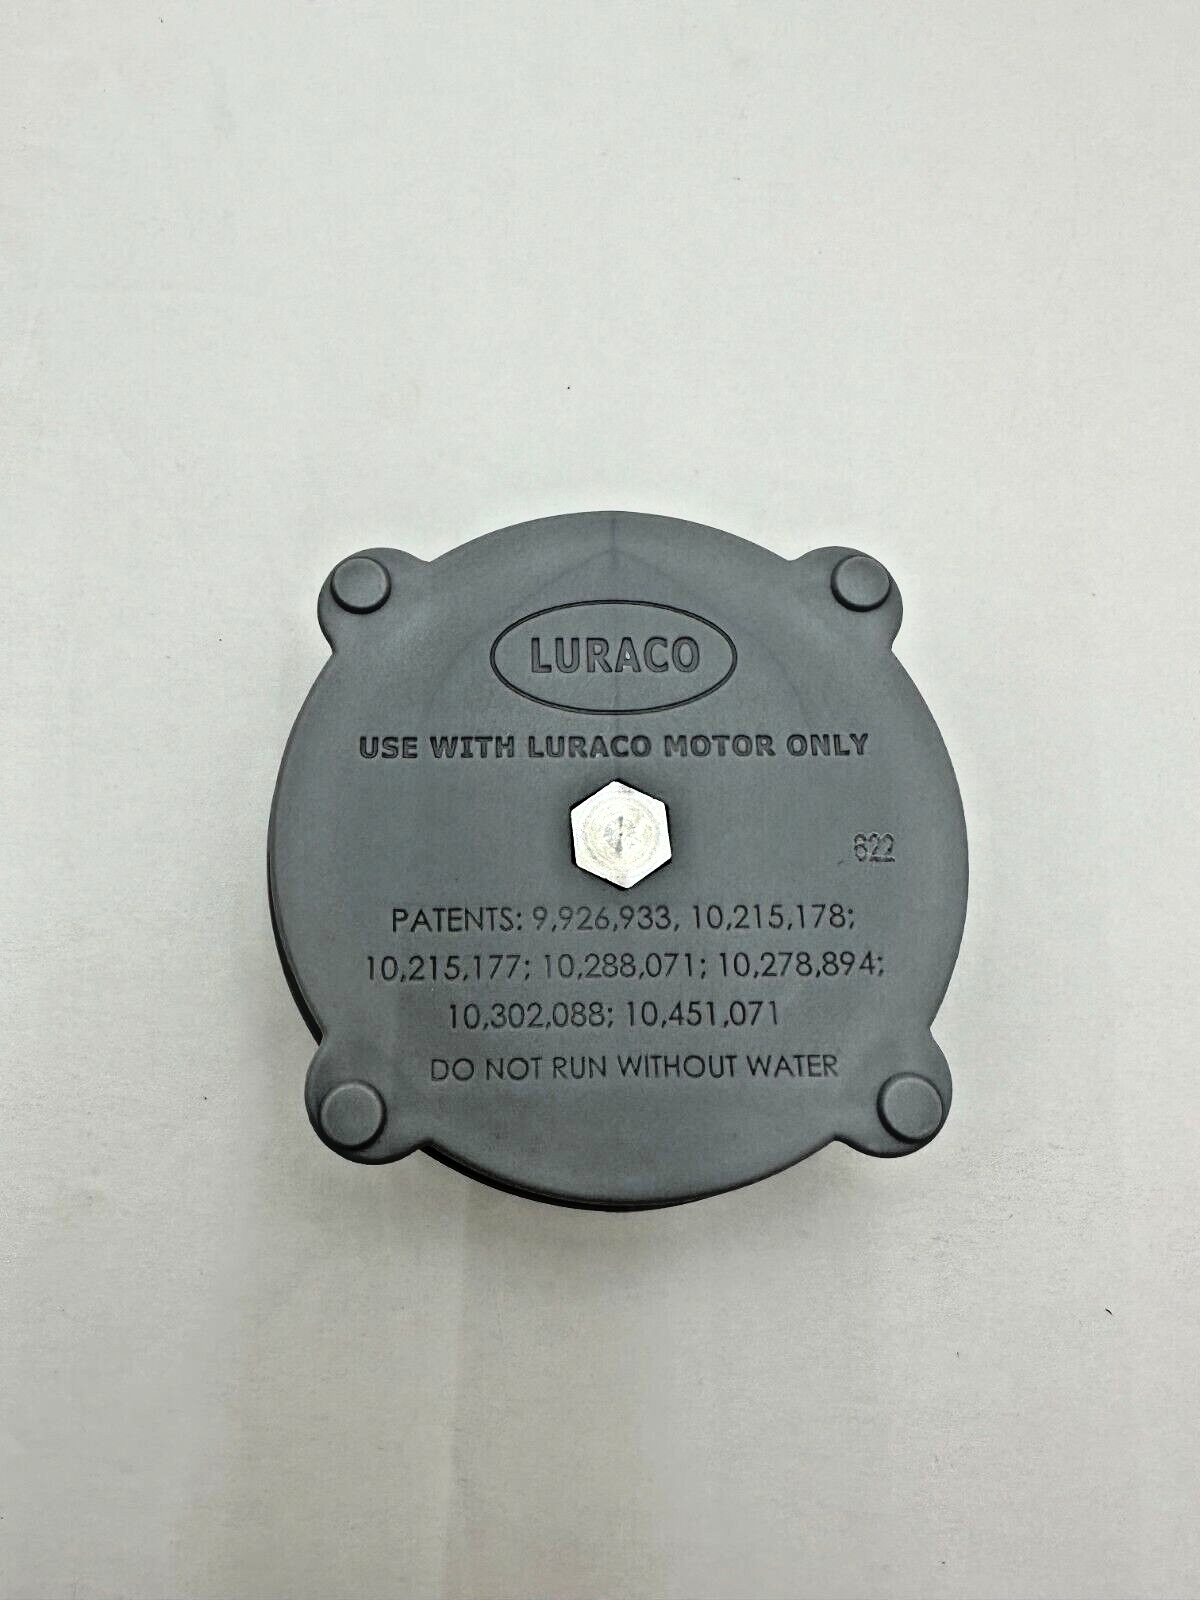 LURACO
USE WITH LURACO MOTOR ONLY
622
PATENTS: 9,926,933, 10,215,178;
10,215,177; 10,288,071; 10,278,894;
10,302,088; 10,451,071
DO NOT RUN WITHOUT WATER